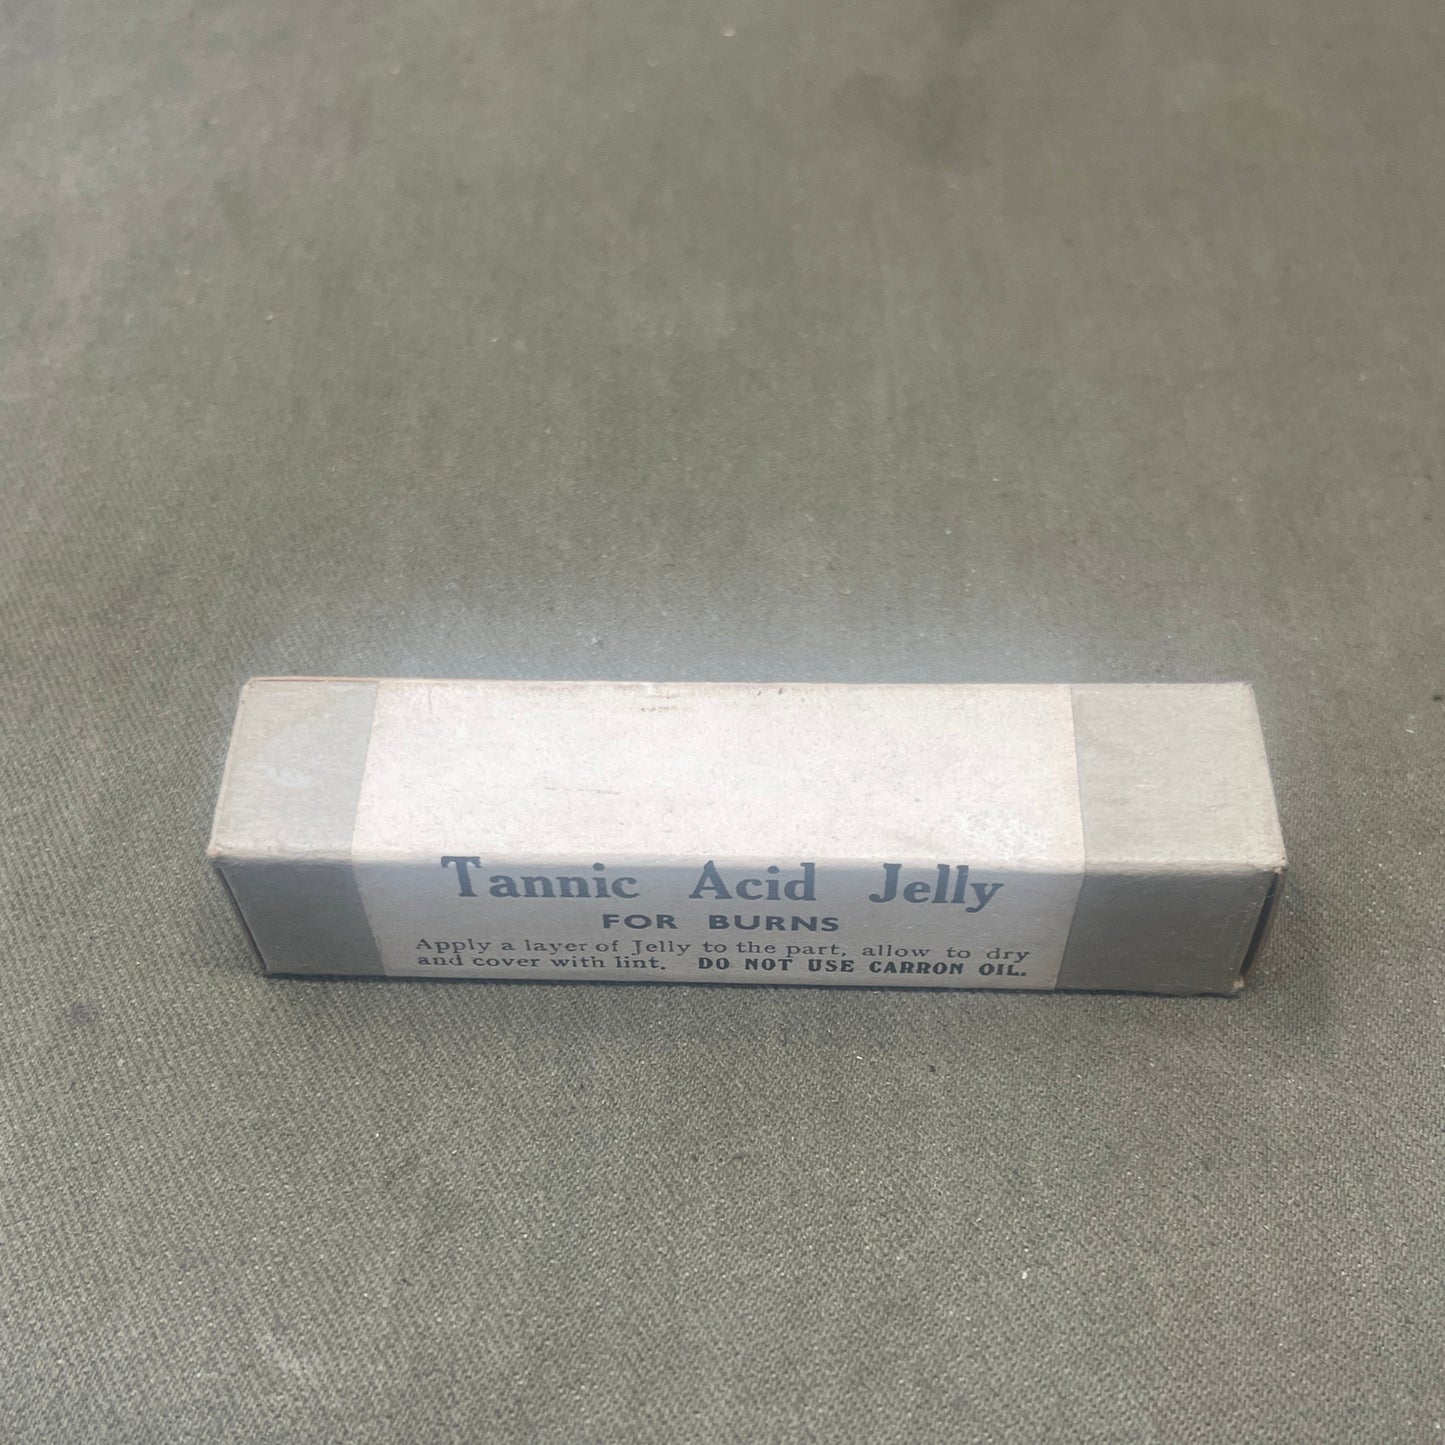 Tannic Acid Jelly
FOR BURNS
Apply a layer of Jelly to the part, allow to dry
and cover with lint. DO NOT USE CARRON OIL.